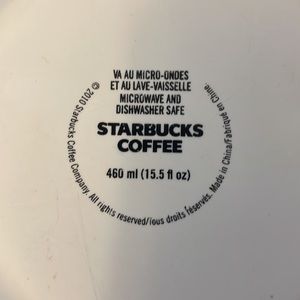 VA AU MICRO-ONDES
ET AU LAVE-VAISSELLE
MICROWAVE AND
DISHWASHER SAFE
STARBUCKS
COFFEE
460 ml (15.5 fl oz)
© 2010 Starbucks Coffee Company. All rights reserved/tous droits réservés. Made in China/Fabriqué en Chine